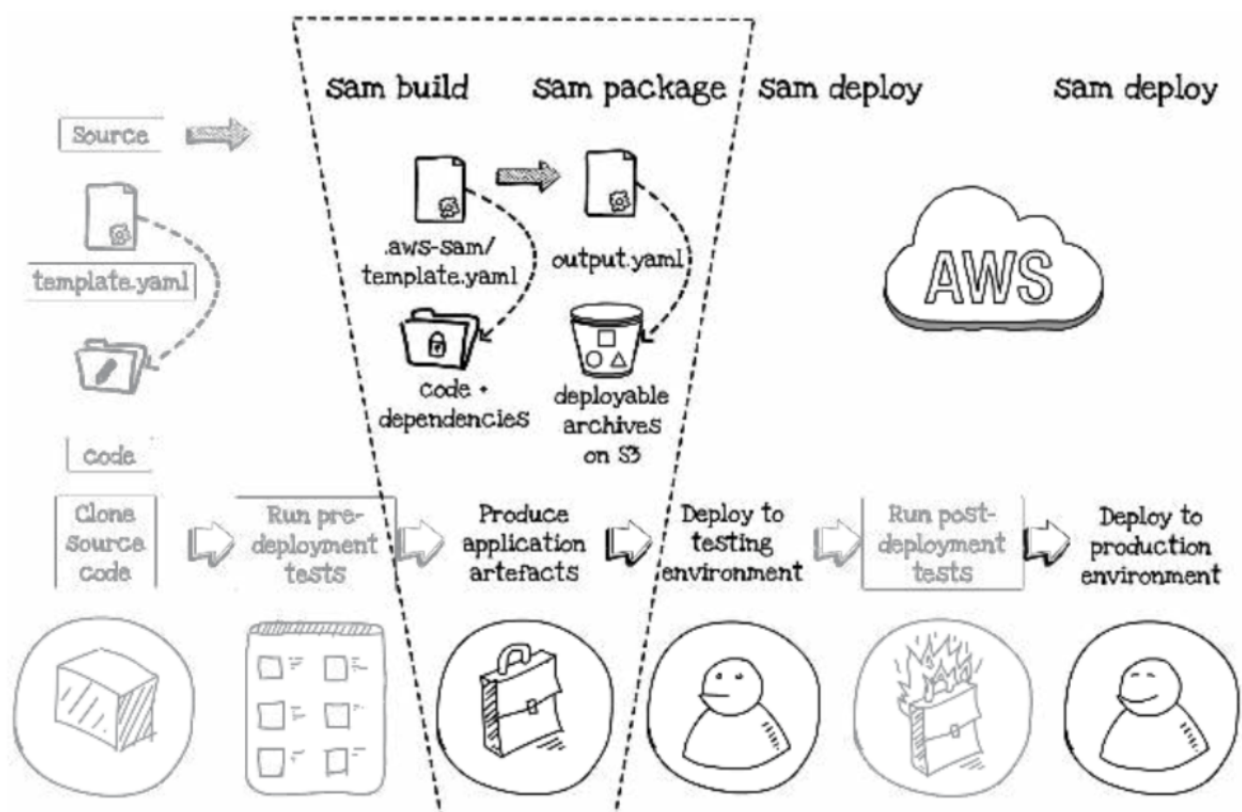 sam build
sam package
sam deploy
sam deploy
Source
template.yaml
code
.aws-sam/
template.yaml
code +
dependencies
output.yaml
deployable
archives
on S3
AWS
Clone
source
code
Run pre-
deployment
tests
Produce
application
artefacts
Deploy to
testing
environment
Run post-
deployment
tests
Deploy to
production
environment